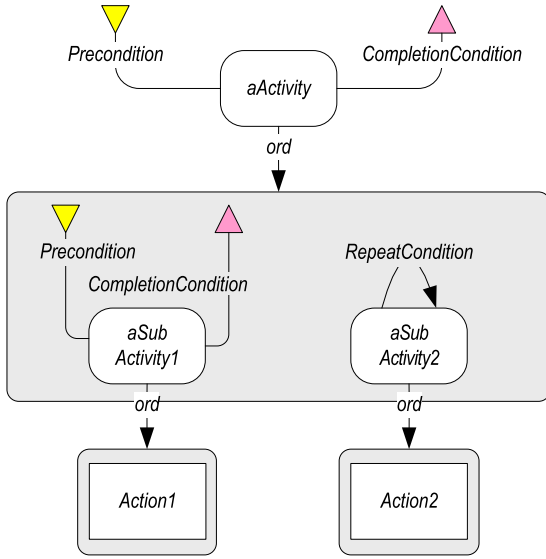 Precondition
CompletionCondition
aActivity
ord
Precondition
RepeatCondition
CompletionCondition
aSub
Activity1
aSub
Activity2
ord
ord
Action1
Action2